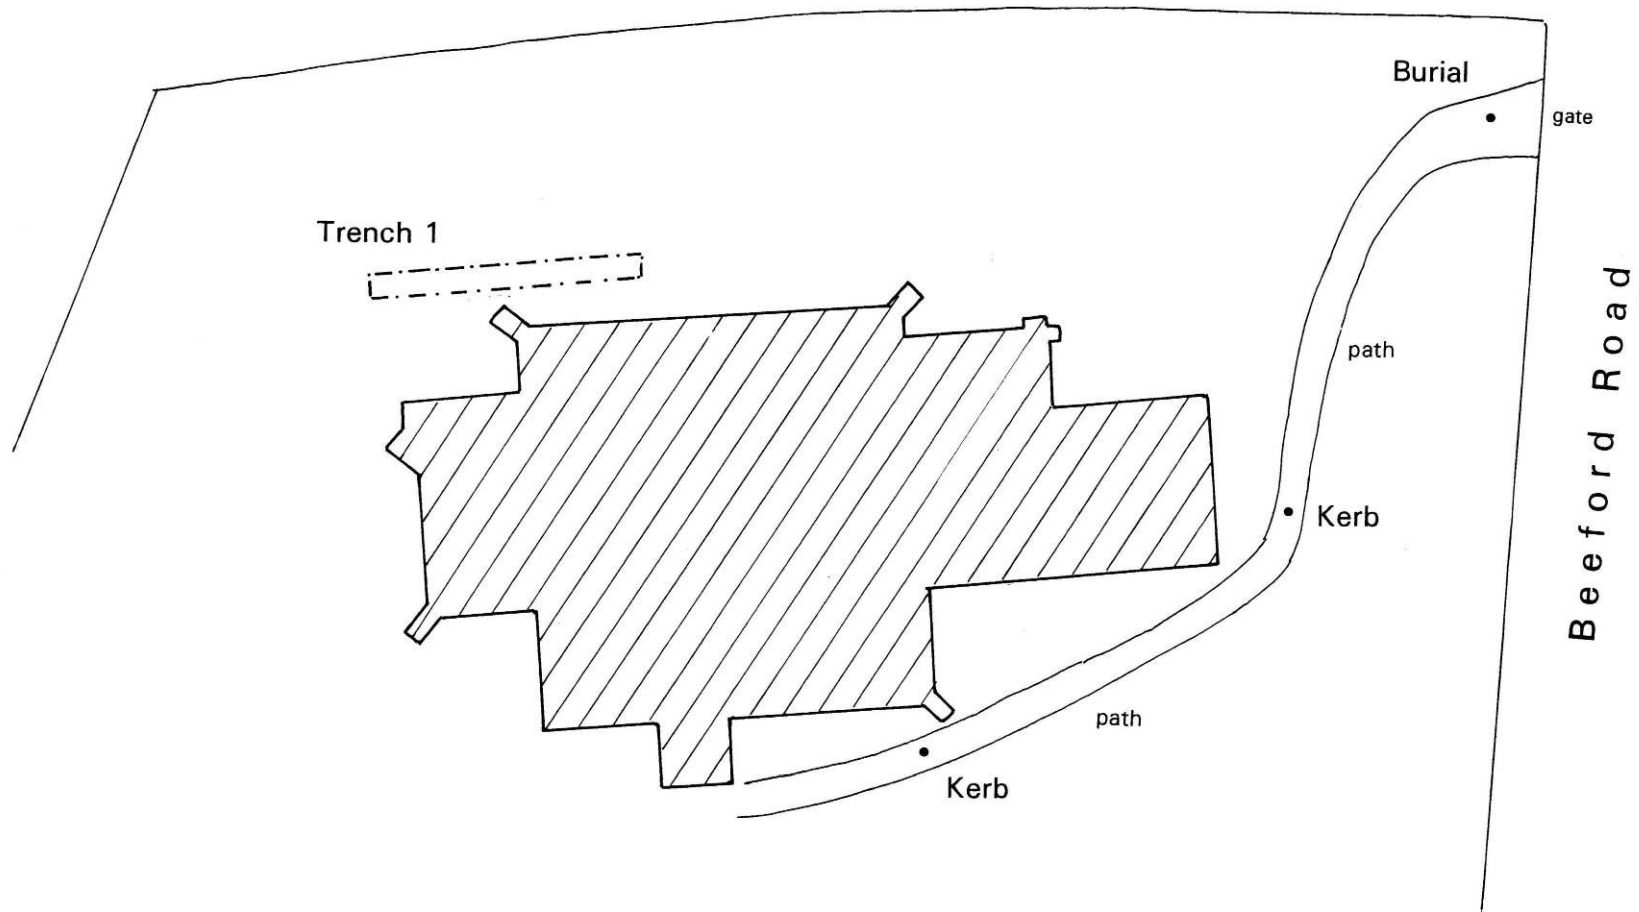 Burial
gate
Trench 1
path
Beeford Road
Kerb
path
Kerb